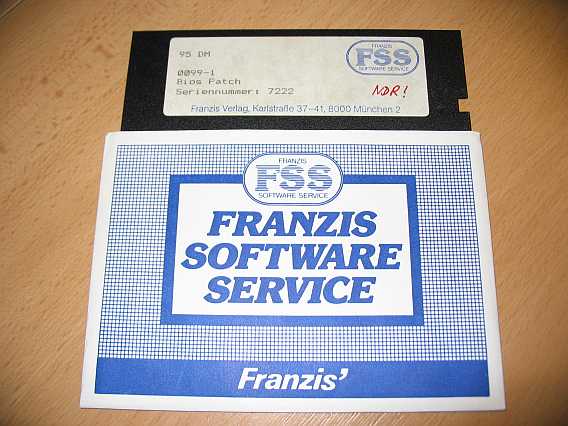 95 DM
0099-1
Bios Patch
Seriennummer: 7222
FRANZIS
FSS
SOFTWARE SERVICE
NDR!
Franzis Verlag, Karlstraße 37–41, 8000 München 2
FRANZIS
FSS
SOFTWARE SERVICE
FRANZIS
SOFTWARE
SERVICE
Franzis'